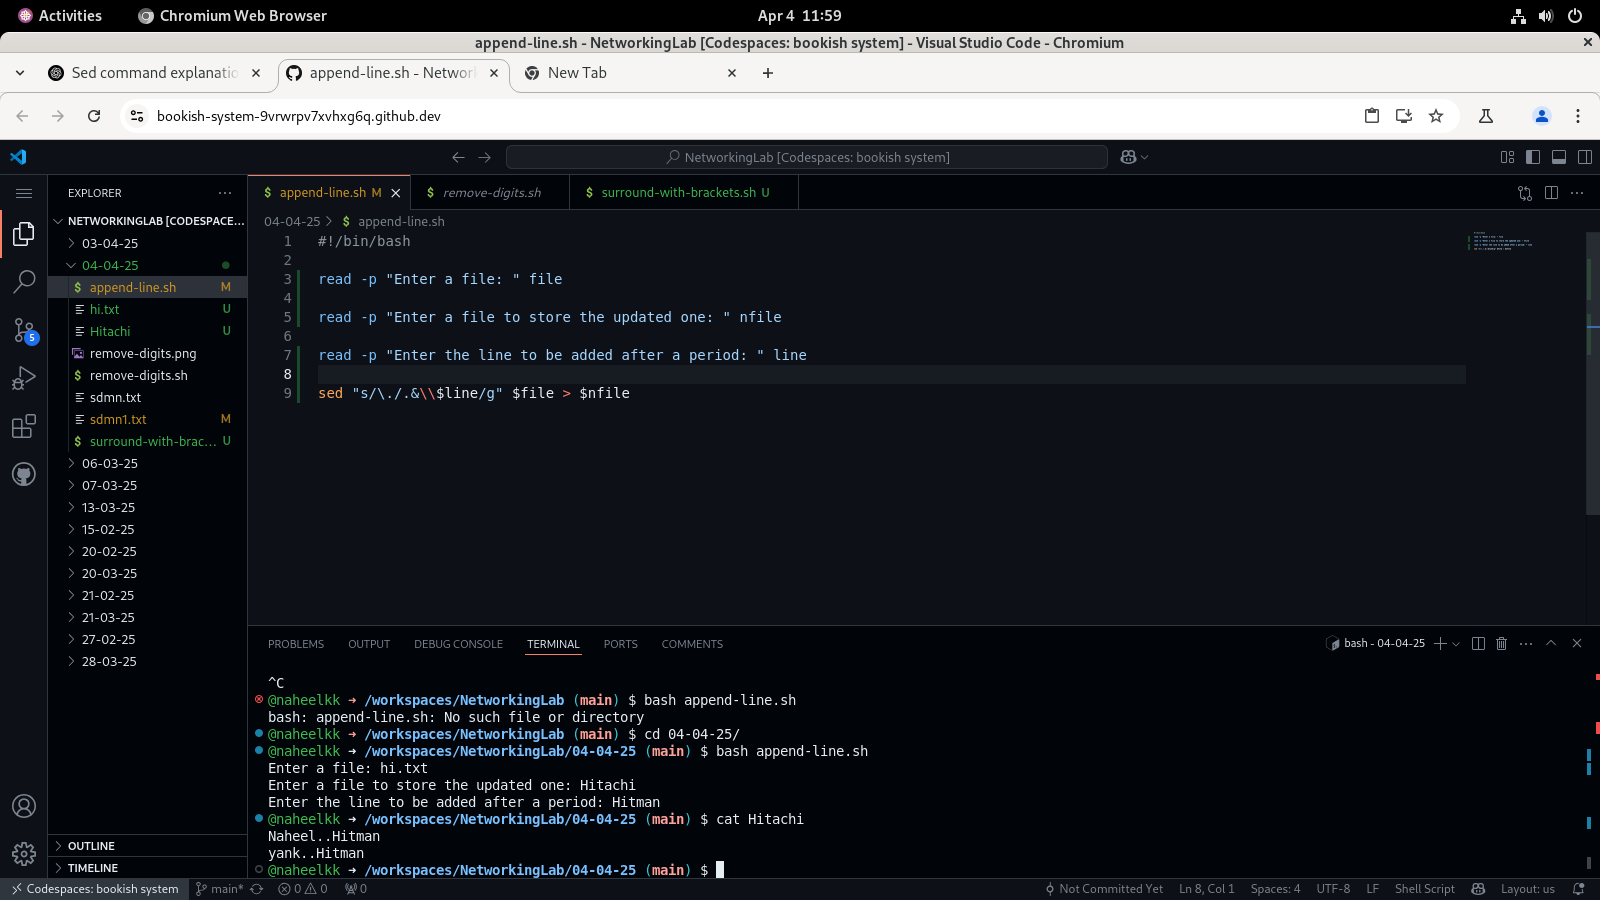 Activities
Chromium Web Browser
Apr 4 11:59
append-line.sh - NetworkingLab [Codespaces: bookish system] - Visual Studio Code - Chromium
Sed command explanatio
append-line.sh - Network
New Tab
bookish-system-9vrwrpv7xvhxg6q.github.dev
NetworkingLab [Codespaces: bookish system]
EXPLORER
append-line.sh M
remove-digits.sh
surround-with-brackets.sh U
NETWORKINGLAB [CODESPACE...
03-04-25
04-04-25
append-line.sh M
hi.txt U
Hitachi U
remove-digits.png
remove-digits.sh
sdmn.txt
sdmn1.txt M
surround-with-brac... U
06-03-25
07-03-25
13-03-25
15-02-25
20-02-25
20-03-25
21-02-25
21-03-25
27-02-25
28-03-25
OUTLINE
TIMELINE
5
04-04-25 > $ append-line.sh
1 #!/bin/bash
2
3 read -p "Enter a file: " file
4
5 read -p "Enter a file to store the updated one: " nfile
6
7 read -p "Enter the line to be added after a period: " line
8
9 sed "s/\./.&\\$line/g" $file > $nfile
PROBLEMS OUTPUT DEBUG CONSOLE TERMINAL PORTS COMMENTS
bash - 04-04-25
^C
@naheelkk ➜ /workspaces/NetworkingLab (main) $ bash append-line.sh
bash: append-line.sh: No such file or directory
@naheelkk ➜ /workspaces/NetworkingLab (main) $ cd 04-04-25/
@naheelkk ➜ /workspaces/NetworkingLab/04-04-25 (main) $ bash append-line.sh
Enter a file: hi.txt
Enter a file to store the updated one: Hitachi
Enter the line to be added after a period: Hitman
@naheelkk ➜ /workspaces/NetworkingLab/04-04-25 (main) $ cat Hitachi
Naheel..Hitman
yank..Hitman
@naheelkk ➜ /workspaces/NetworkingLab/04-04-25 (main) $
Codespaces: bookish system
main*
0 0
0
Not Committed Yet
Ln 8, Col 1
Spaces: 4
UTF-8
LF
Shell Script
Layout: us